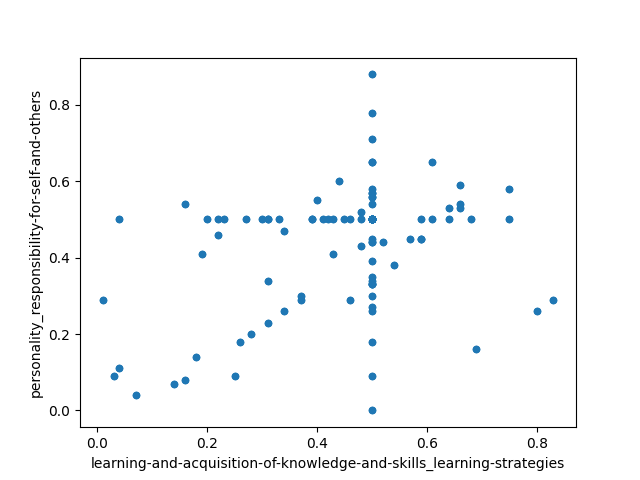 0.8
0.6
0.4
0.2
0.0
personality_responsibility-for-self-and-others
0.0 0.2 0.4 0.6 0.8
learning-and-acquisition-of-knowledge-and-skills_learning-strategies